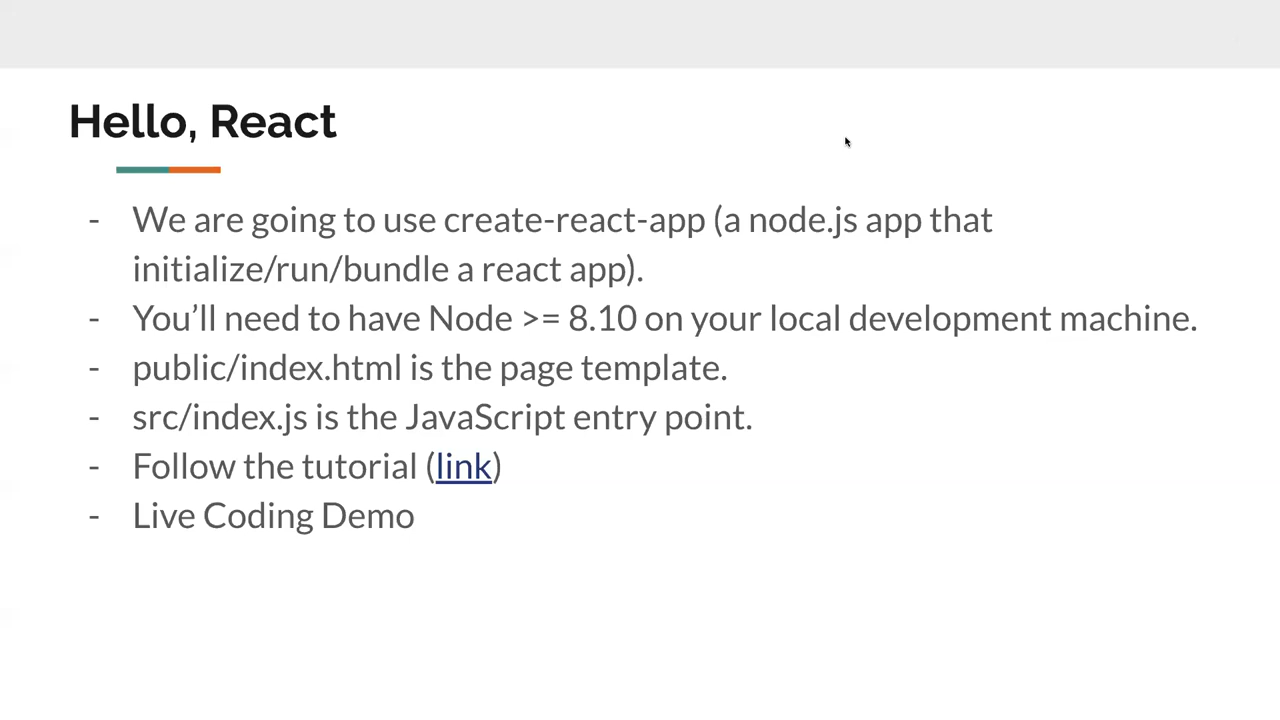 Hello, React
- We are going to use create-react-app (a node.js app that
initialize/run/bundle a react app).
- You’ll need to have Node >= 8.10 on your local development machine.
- public/index.html is the page template.
- src/index.js is the JavaScript entry point.
- Follow the tutorial (link)
- Live Coding Demo